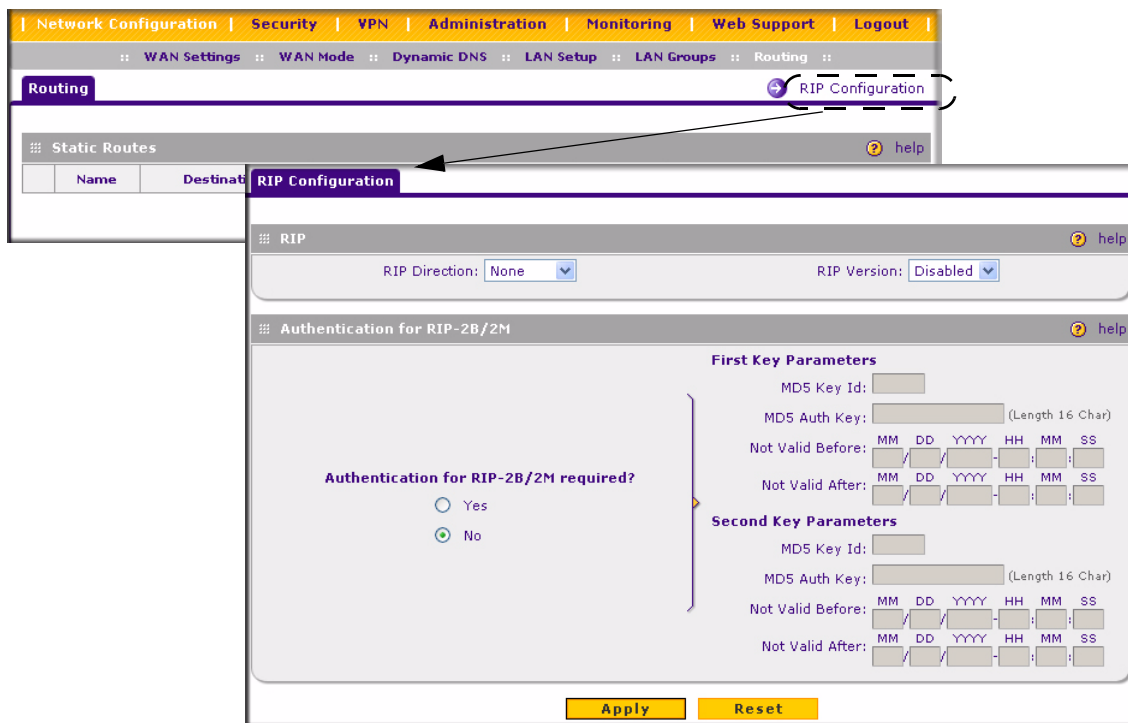 | Network Configuration | Security | VPN | Administration | Monitoring | Web Support | Logout |
:: WAN Settings :: WAN Mode :: Dynamic DNS :: LAN Setup :: LAN Groups :: Routing ::
Routing
RIP Configuration
Static Routes
help
Name
Destinati
RIP Configuration
RIP
help
RIP Direction: None
RIP Version: Disabled
Authentication for RIP-2B/2M
help
Authentication for RIP-2B/2M required?
Yes
No
First Key Parameters
MD5 Key Id:
MD5 Auth Key: (Length 16 Char)
MM DD YYYY HH MM SS
Not Valid Before: / / - : :
MM DD YYYY HH MM SS
Not Valid After: / / - : :
Second Key Parameters
MD5 Key Id:
MD5 Auth Key: (Length 16 Char)
MM DD YYYY HH MM SS
Not Valid Before: / / - : :
MM DD YYYY HH MM SS
Not Valid After: / / - : :
Apply
Reset